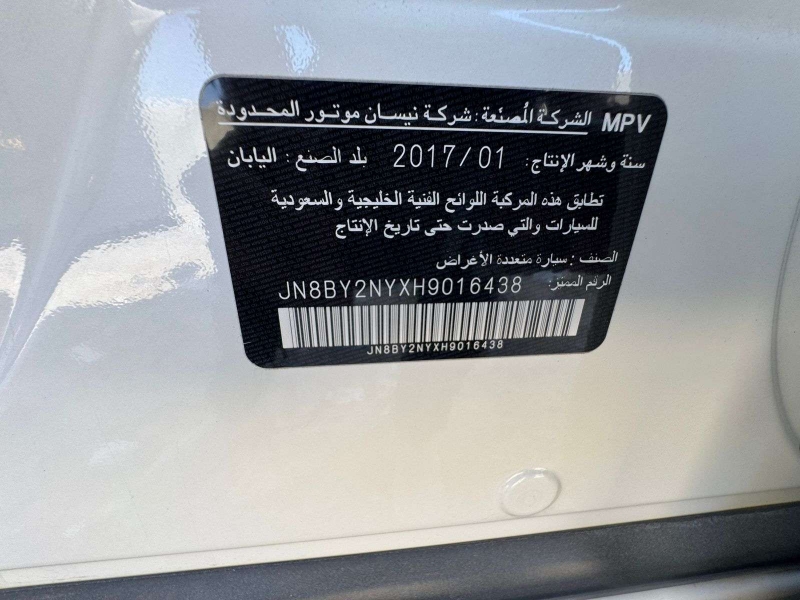 MPV الشركة المُصنّعة : شركة نيسان موتور المحدودة
سنة وشهر الإنتاج: 2017/01 بلد الصنع : اليابان
تطابق هذه المركبة اللوائح الفنية الخليجية و السعودية
للسيارات والتي صدرت حتى تاريخ الإنتاج
الصنف : سيارة متعددة الأغراض
الرقم المميز: JN8BY2NYXH9016438
JN8BY2NYXH9016438